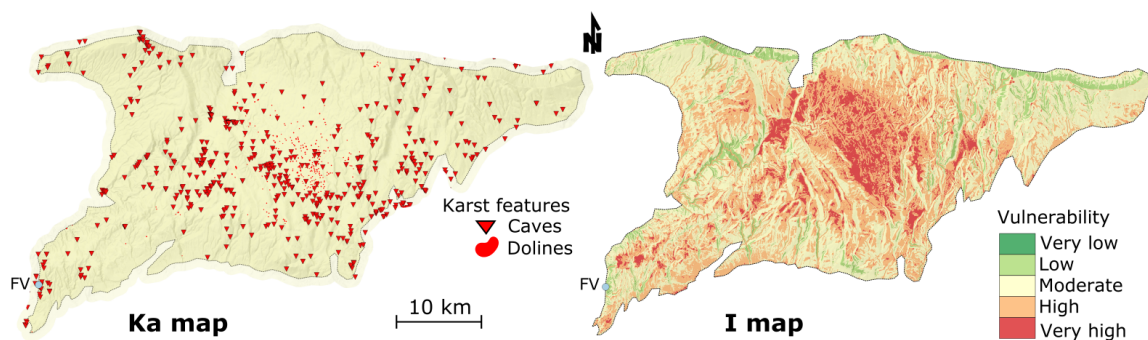 N
Karst features
Caves
Dolines
FV
10 km
Ka map
Vulnerability
Very low
Low
Moderate
High
Very high
FV
I map